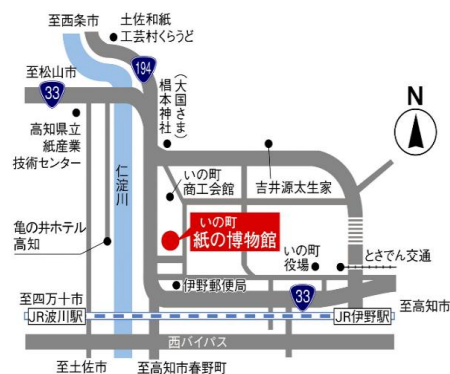 至西条市
土佐和紙
工芸村くらうど
194
至松山市
33
(大国さま)
椙本神社
N
高知県立
紙産業
技術センター
仁淀川
いの町
商工会館
吉井源太生家
亀の井ホテル
高知
いの町
紙の博物館
いの町
役場
とさでん交通
伊野郵便局
至四万十市
33
至高知市
JR波川駅
JR伊野駅
西バイパス
至土佐市
至高知市春野町